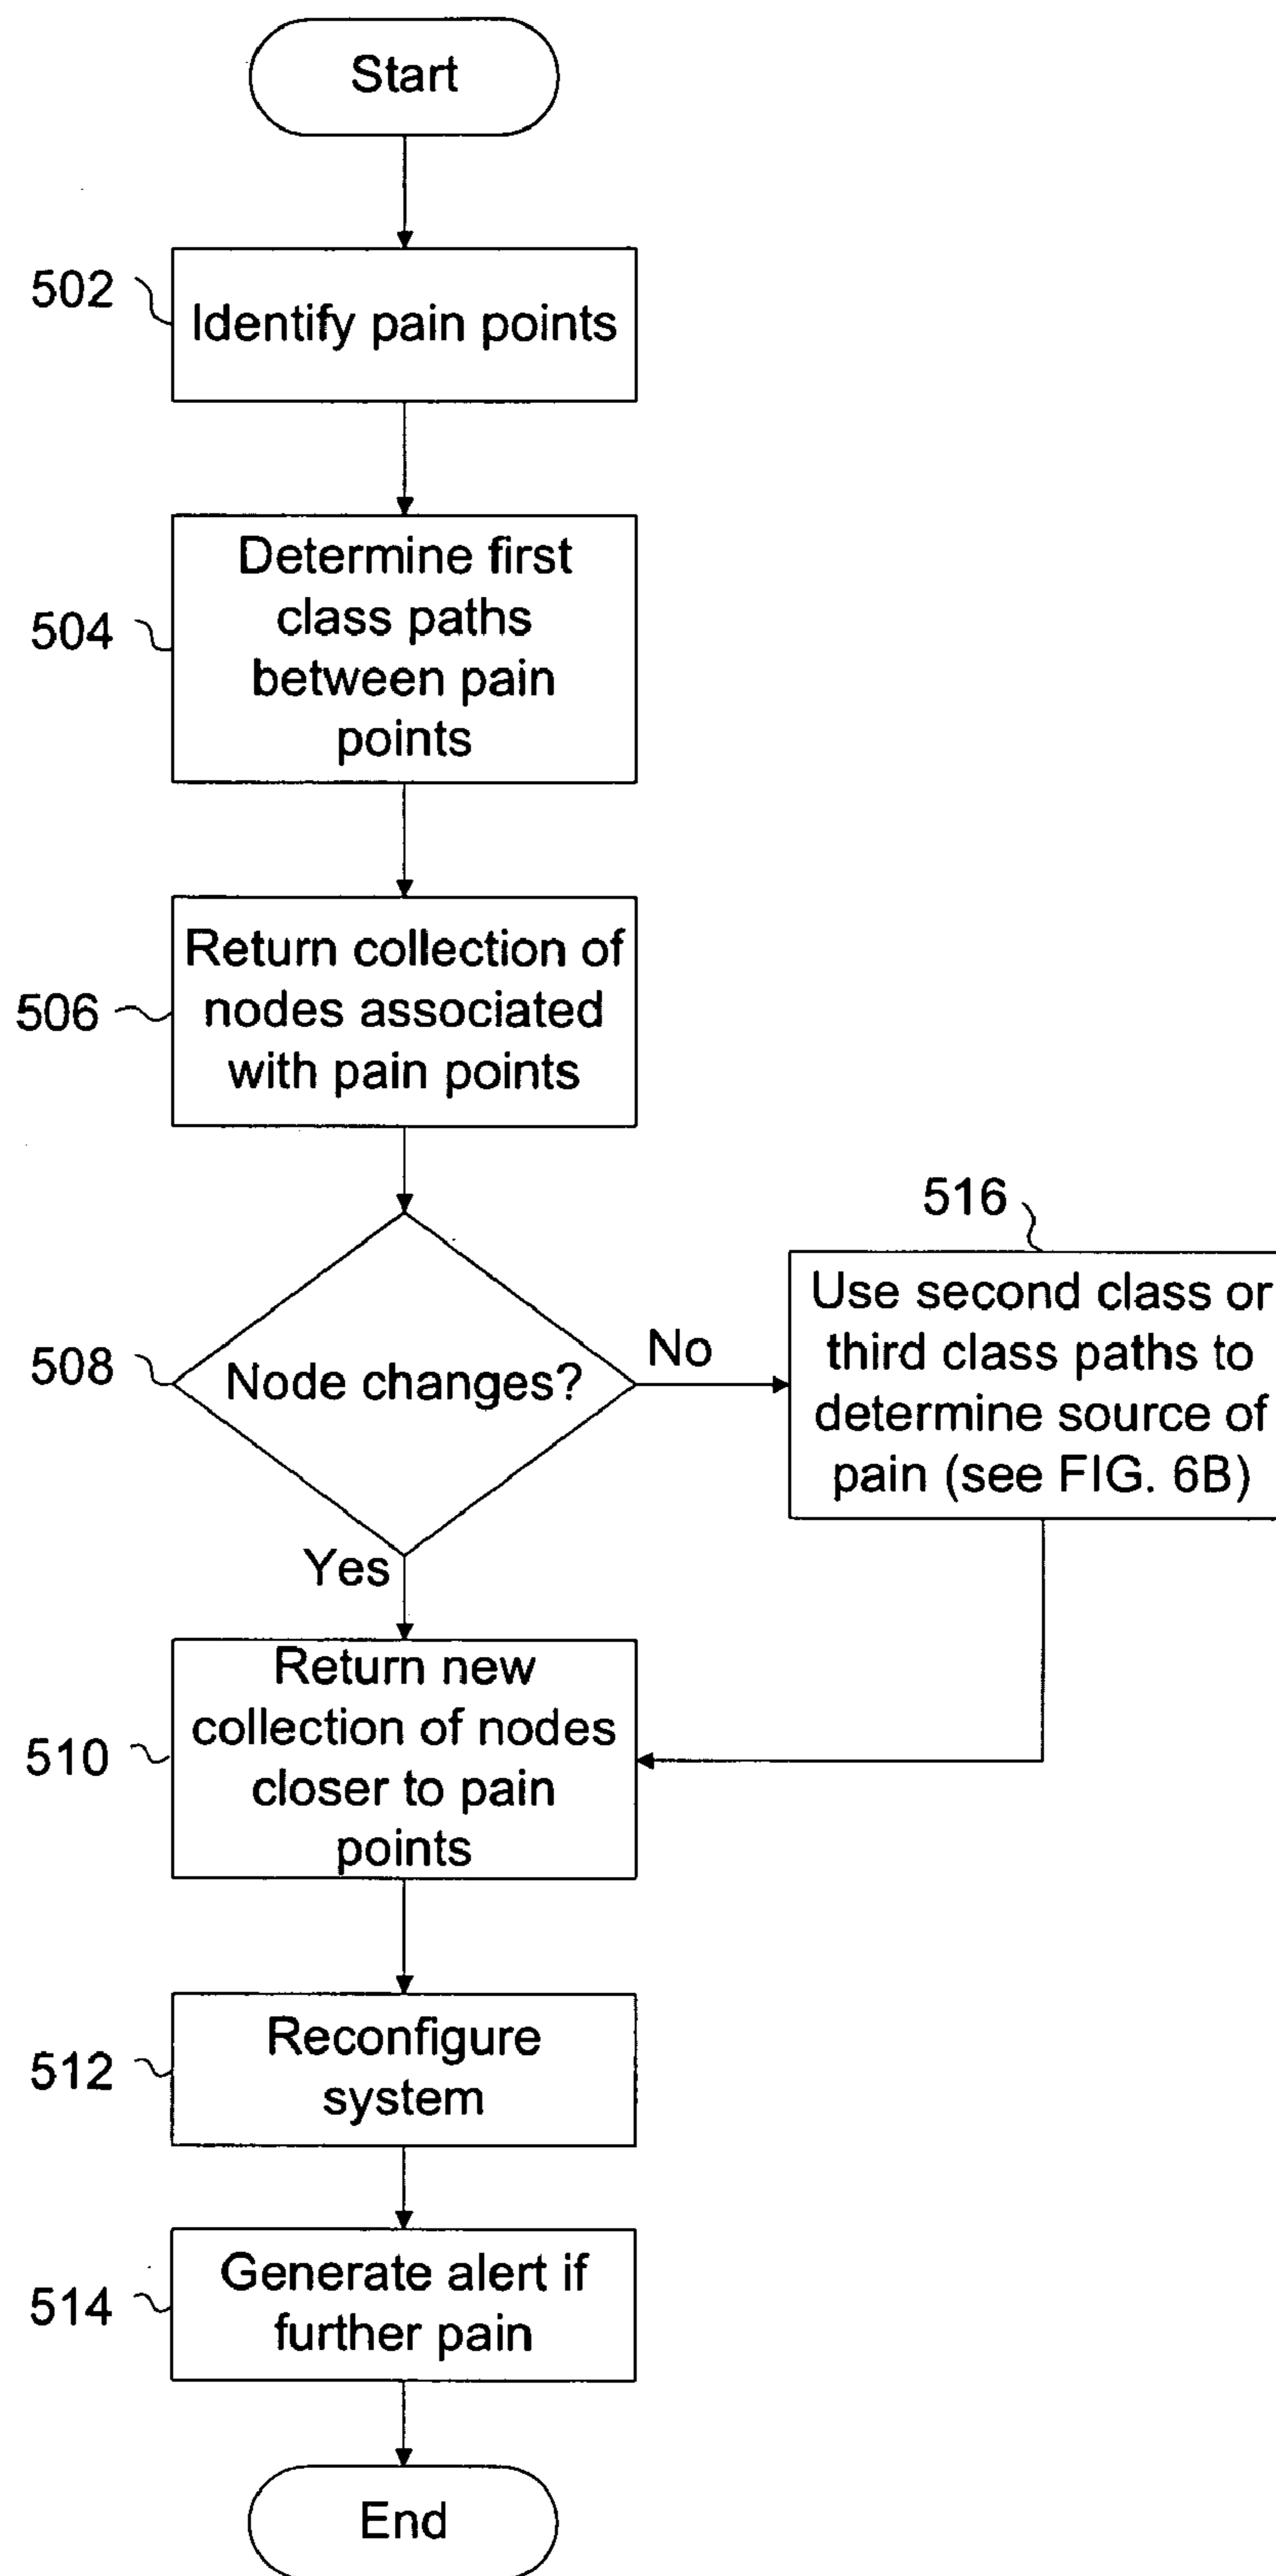 Start
502
Identify pain points
504
Determine first
class paths
between pain
points
506
Return collection of
nodes associated
with pain points
508
Node changes?
No
516
Use second class or
third class paths to
determine source of
pain (see FIG. 6B)
Yes
510
Return new
collection of nodes
closer to pain
points
512
Reconfigure
system
514
Generate alert if
further pain
End